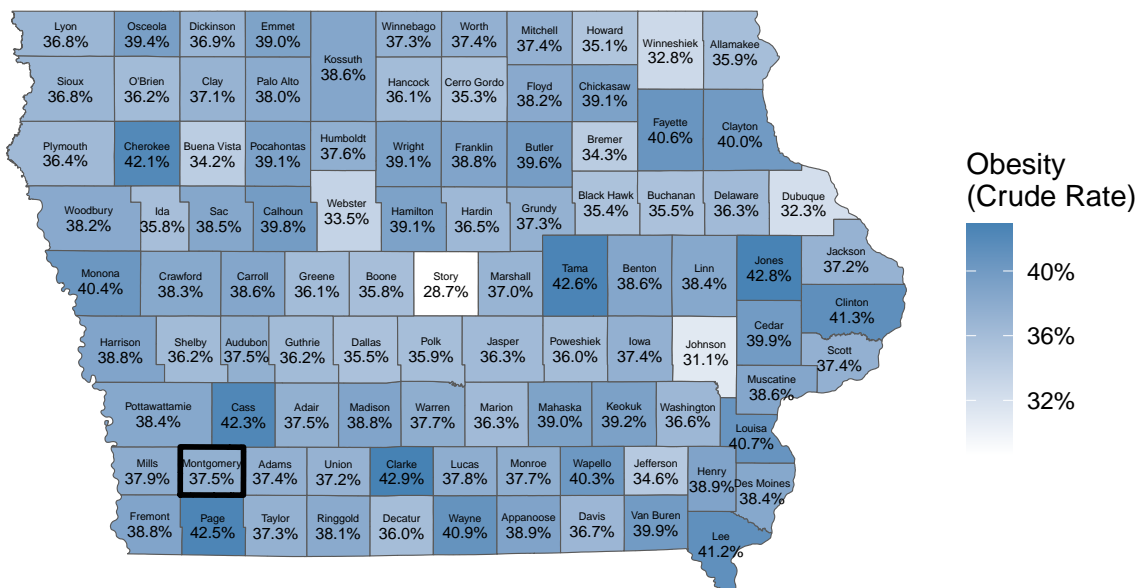 Lyon
36.8%
Osceola
39.4%
Dickinson
36.9%
Emmet
39.0%
Kossuth
38.6%
Winnebago
37.3%
Worth
37.4%
Mitchell
37.4%
Howard
35.1%
Winneshiek
32.8%
Allamakee
35.9%
Sioux
36.8%
O'Brien
36.2%
Clay
37.1%
Palo Alto
38.0%
Hancock
36.1%
Cerro Gordo
35.3%
Floyd
38.2%
Chickasaw
39.1%
Fayette
40.6%
Clayton
40.0%
Plymouth
36.4%
Cherokee
42.1%
Buena Vista
34.2%
Pocahontas
39.1%
Humboldt
37.6%
Wright
39.1%
Franklin
38.8%
Butler
39.6%
Bremer
34.3%
Woodbury
38.2%
Ida
35.8%
Sac
38.5%
Calhoun
39.8%
Webster
33.5%
Hamilton
39.1%
Hardin
36.5%
Grundy
37.3%
Black Hawk
35.4%
Buchanan
35.5%
Delaware
36.3%
Dubuque
32.3%
Monona
40.4%
Crawford
38.3%
Carroll
38.6%
Greene
36.1%
Boone
35.8%
Story
28.7%
Marshall
37.0%
Tama
42.6%
Benton
38.6%
Linn
38.4%
Jones
42.8%
Jackson
37.2%
Clinton
41.3%
Harrison
38.8%
Shelby
36.2%
Audubon
37.5%
Guthrie
36.2%
Dallas
35.5%
Polk
35.9%
Jasper
36.3%
Poweshiek
36.0%
Iowa
37.4%
Johnson
31.1%
Cedar
39.9%
Scott
37.4%
Muscatine
38.6%
Pottawattamie
38.4%
Cass
42.3%
Adair
37.5%
Madison
38.8%
Warren
37.7%
Marion
36.3%
Mahaska
39.0%
Keokuk
39.2%
Washington
36.6%
Louisa
40.7%
Mills
37.9%
Montgomery
37.5%
Adams
37.4%
Union
37.2%
Clarke
42.9%
Lucas
37.8%
Monroe
37.7%
Wapello
40.3%
Jefferson
34.6%
Henry
38.9%
Des Moines
38.4%
Fremont
38.8%
Page
42.5%
Taylor
37.3%
Ringgold
38.1%
Decatur
36.0%
Wayne
40.9%
Appanoose
38.9%
Davis
36.7%
Van Buren
39.9%
Lee
41.2%
Obesity
(Crude Rate)
40%
36%
32%